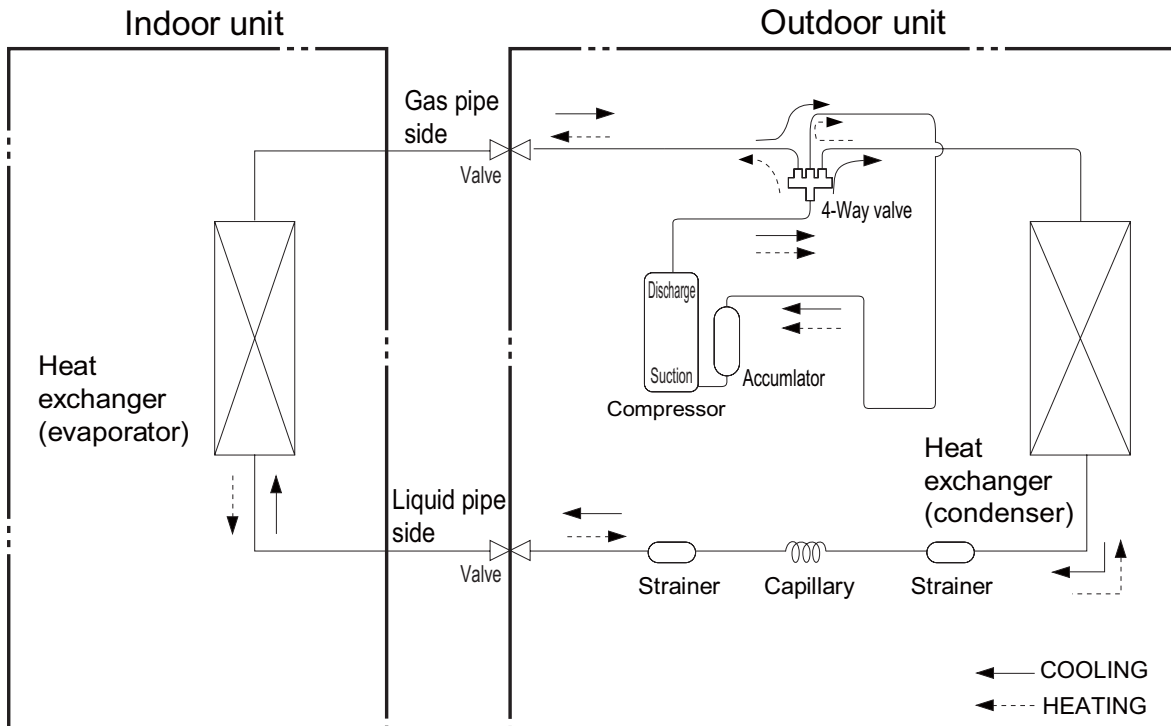 Indoor unit
Outdoor unit
Gas pipe
side
Valve
4-Way valve
Discharge
Suction
Compressor
Accumlator
Heat
exchanger
(evaporator)
Heat
exchanger
(condenser)
Liquid pipe
side
Valve
Strainer
Capillary
Strainer
COOLING
HEATING